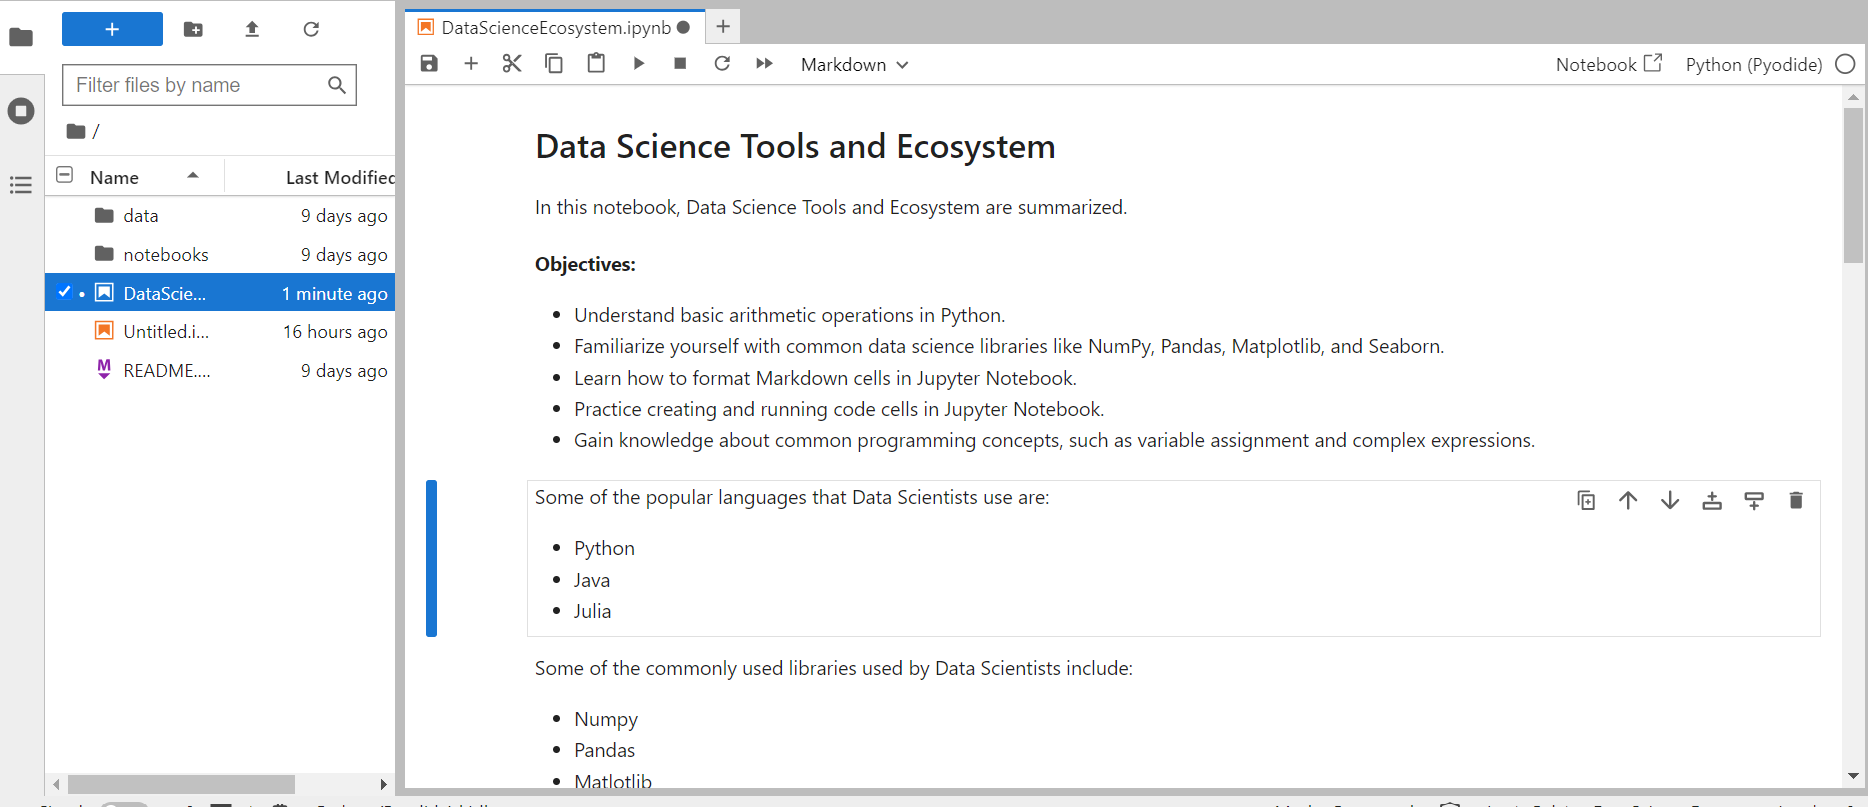 DataScienceEcosystem.ipynb
Filter files by name
Markdown
Notebook
Python (Pyodide)
/
Name Last Modified
data 9 days ago
notebooks 9 days ago
DataScie... 1 minute ago
Untitled.i... 16 hours ago
README.... 9 days ago
Data Science Tools and Ecosystem
In this notebook, Data Science Tools and Ecosystem are summarized.
Objectives:
Understand basic arithmetic operations in Python.
Familiarize yourself with common data science libraries like NumPy, Pandas, Matplotlib, and Seaborn.
Learn how to format Markdown cells in Jupyter Notebook.
Practice creating and running code cells in Jupyter Notebook.
Gain knowledge about common programming concepts, such as variable assignment and complex expressions.
Some of the popular languages that Data Scientists use are:
Python
Java
Julia
Some of the commonly used libraries used by Data Scientists include:
Numpy
Pandas
Matlotlib